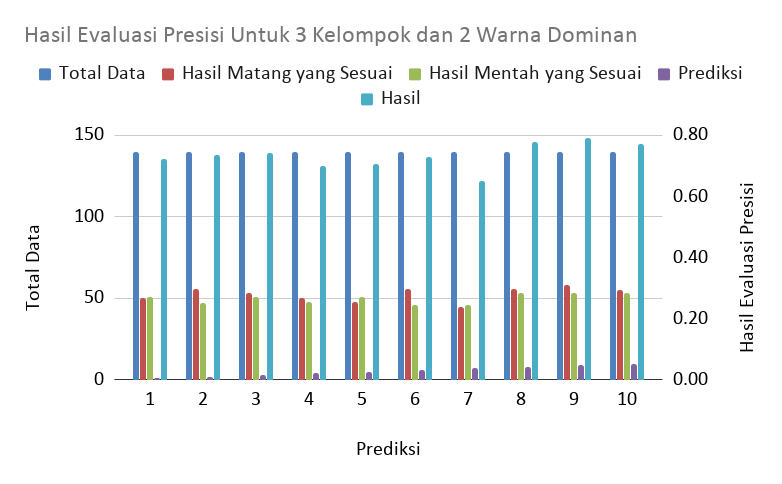 Hasil Evaluasi Presisi Untuk 3 Kelompok dan 2 Warna Dominan
Total Data Hasil Matang yang Sesuai Hasil Mentah yang Sesuai Prediksi
Hasil
150
100
50
0
Total Data
0.80
0.60
0.40
0.20
0.00
Hasil Evaluasi Presisi
1 2 3 4 5 6 7 8 9 10
Prediksi